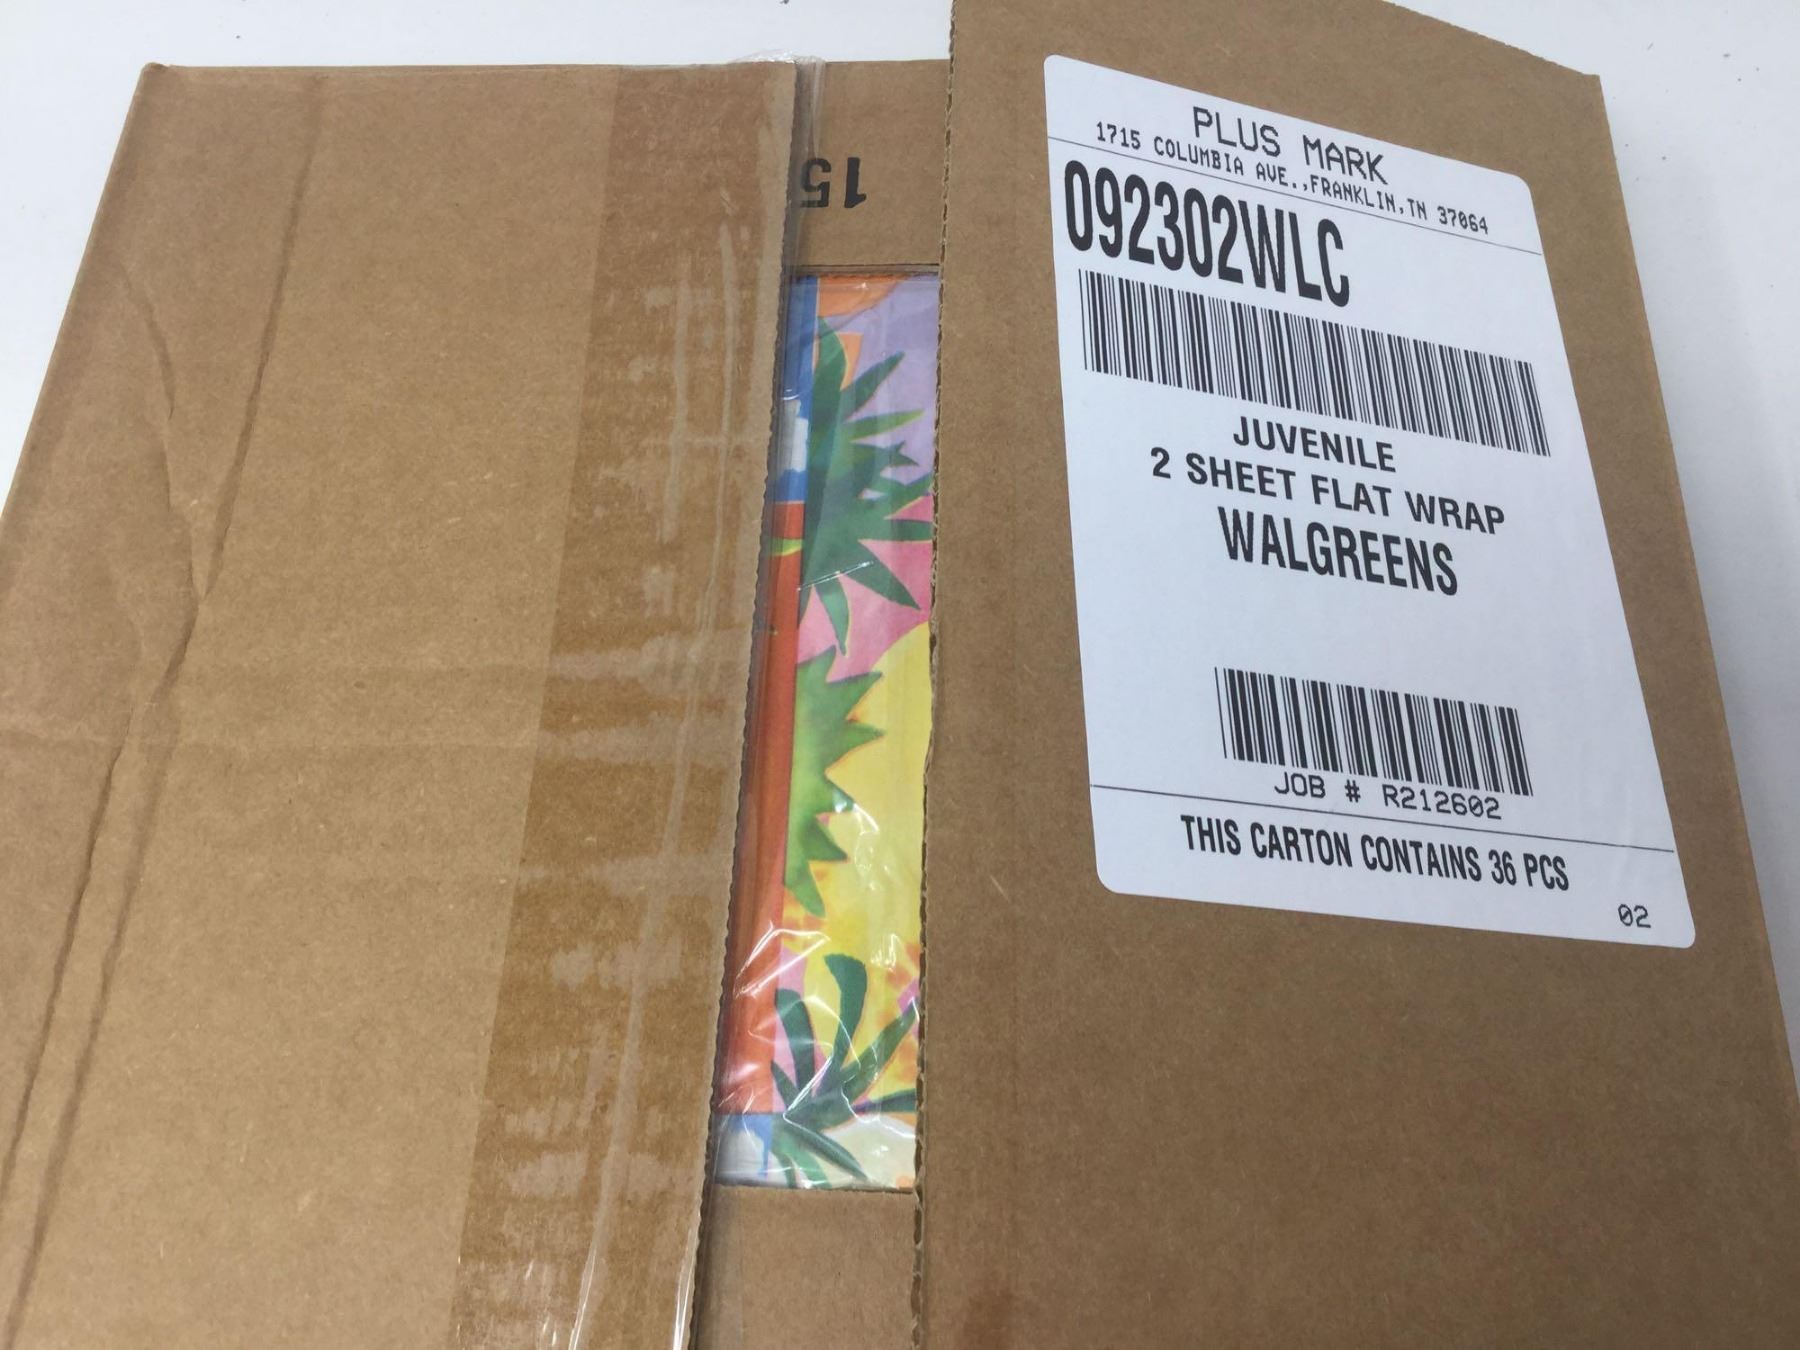 15
PLUS MARK
1715 COLUMBIA AVE.,FRANKLIN,TN 37064
092302WLC
JUVENILE
2 SHEET FLAT WRAP
WALGREENS
JOB # R212602
THIS CARTON CONTAINS 36 PCS
02